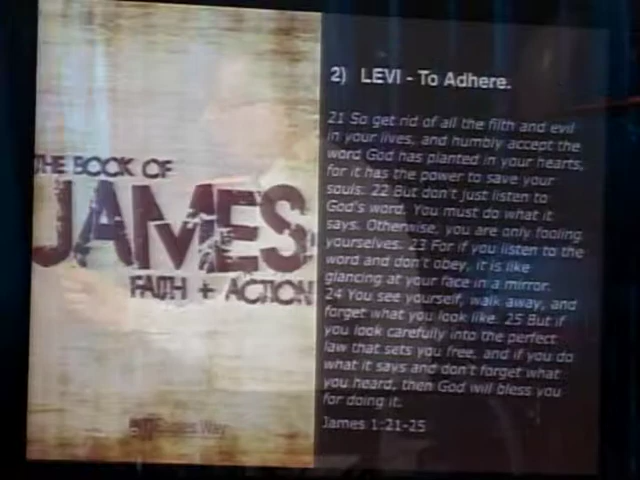 THE BOOK OF
JAMES
FAITH + ACTION
2) LEVI - To Adhere.
21 So get rid of all the filth and evil
in your lives, and humbly accept the
word God has planted in your hearts,
for it has the power to save your
souls. 22 But don't just listen to
God's word. You must do what it
says. Otherwise, you are only fooling
yourselves. 23 For if you listen to the
word and don't obey, it is like
glancing at your face in a mirror.
24 You see yourself, walk away, and
forget what you look like. 25 But if
you look carefully into the perfect
law that sets you free, and if you do
what it says and don't forget what
you heard, then God will bless you
for doing it.
James 1:21-25